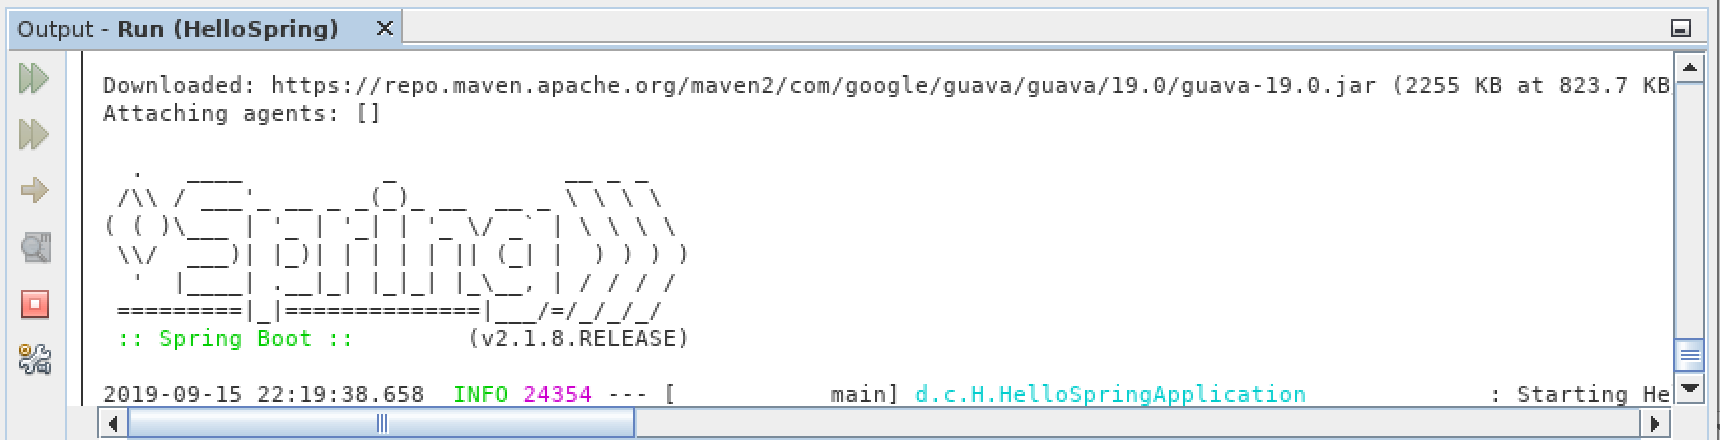 Output - Run (HelloSpring)
Downloaded: https://repo.maven.apache.org/maven2/com/google/guava/guava/19.0/guava-19.0.jar (2255 KB at 823.7 KB
Attaching agents: []
  .   ____          _            __ _ _
 /\\ / ___'_ __ _ _(_)_ __  __ _ \ \ \ \
( ( )\___ | '_ | '_| | '_ \/ _` | \ \ \ \
 \\/  ___)| |_)| | | | | || (_| |  ) ) ) )
  '  |____| .__|_| |_|_| |_\__, | / / / /
 =========|_|==============|___/=/_/_/_/
:: Spring Boot ::        (v2.1.8.RELEASE)
2019-09-15 22:19:38.658  INFO 24354 --- [           main] d.c.H.HelloSpringApplication             : Starting He